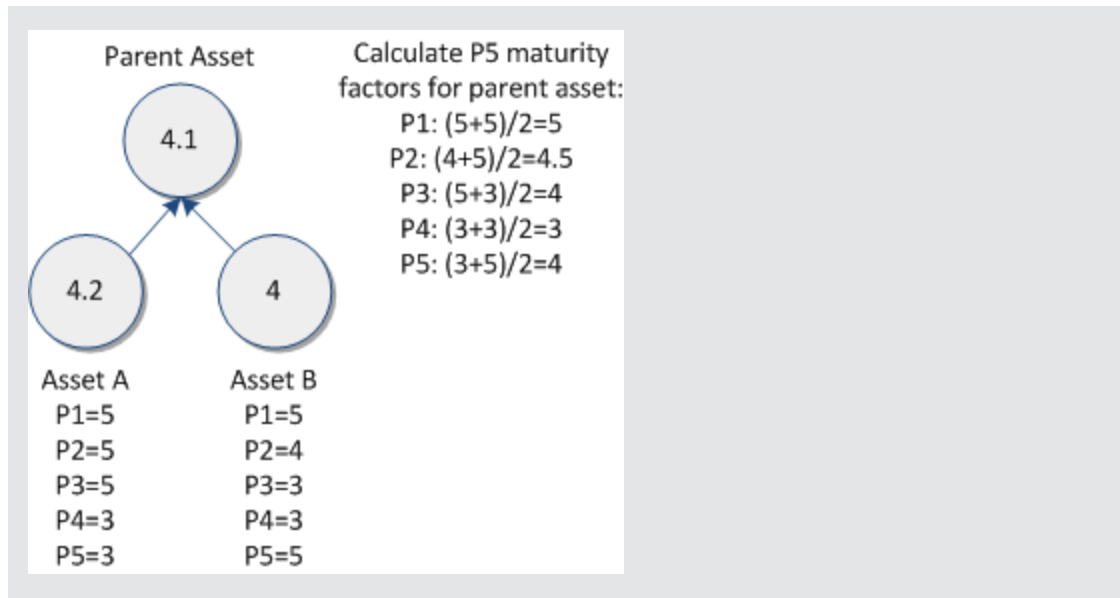 Parent Asset
4.1
4.2
4
Asset A
P1=5
P2=5
P3=5
P4=3
P5=3
Asset B
P1=5
P2=4
P3=3
P4=3
P5=5
Calculate P5 maturity
factors for parent asset:
P1: (5+5)/2=5
P2: (4+5)/2=4.5
P3: (5+3)/2=4
P4: (3+3)/2=3
P5: (3+5)/2=4